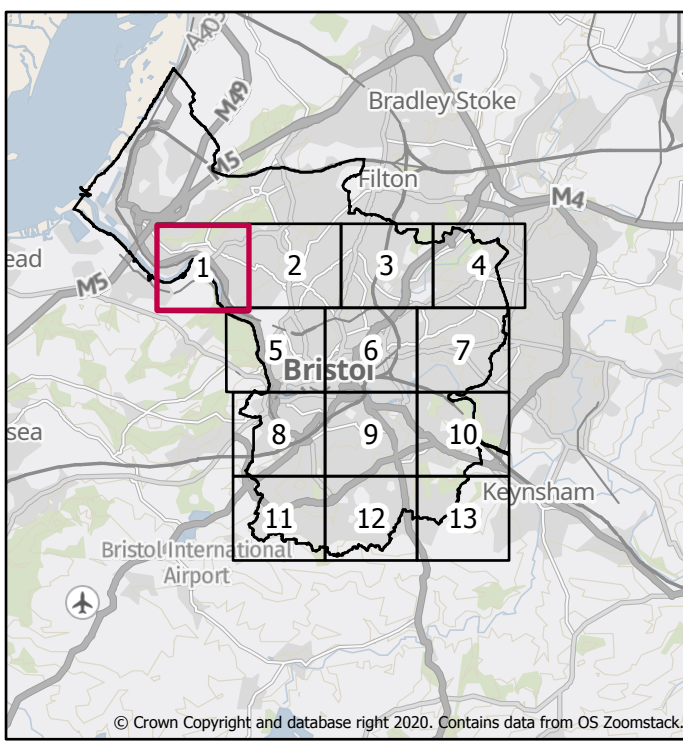 A403
M49
Bradley Stoke
M5
Filton
M4
ead
M5
1
2
3
4
5
6
7
Bristol
sea
8
9
10
Keynsham
11
12
13
Bristol International
Airport
© Crown Copyright and database right 2020. Contains data from OS Zoomstack.